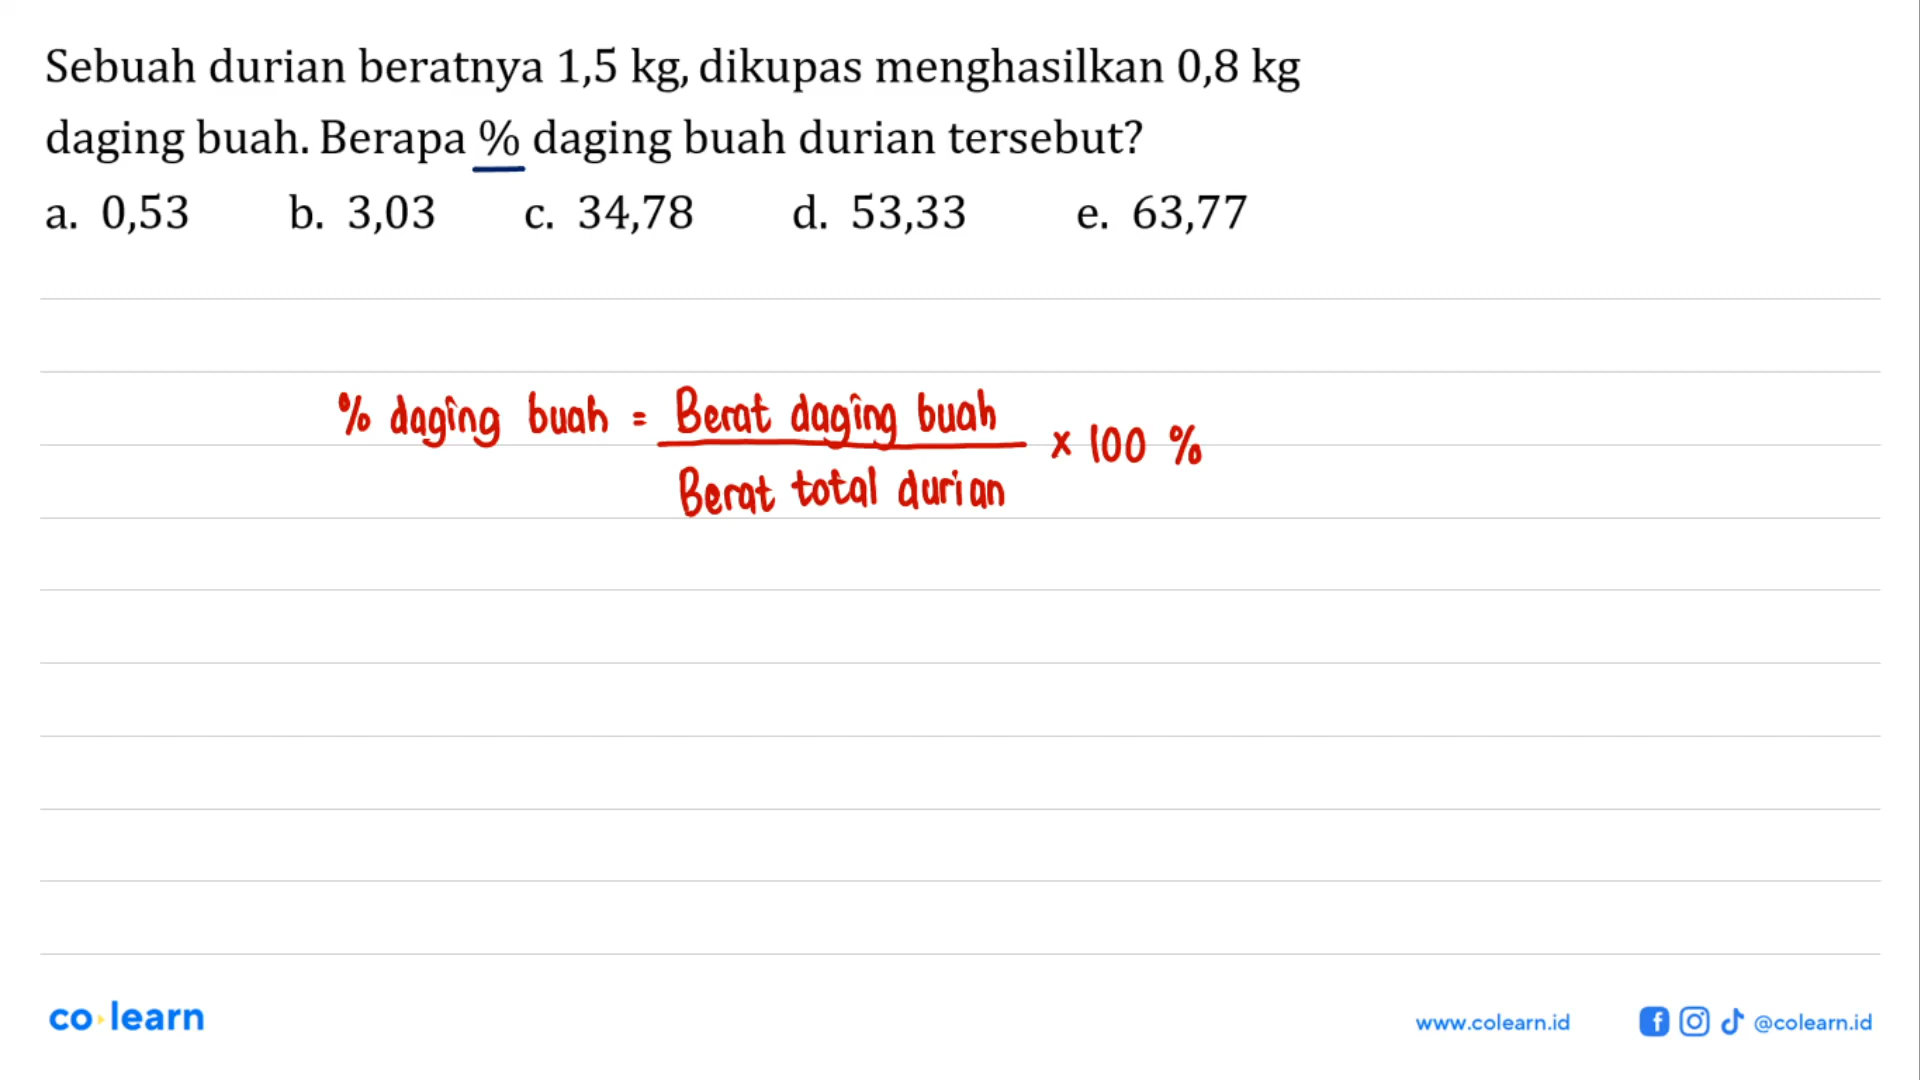 Sebuah durian beratnya 1,5 kg, dikupas menghasilkan 0,8 kg
daging buah. Berapa % daging buah durian tersebut?
a. 0,53 b. 3,03 c. 34,78 d. 53,33 e. 63,77
% daging buah = Berat daging buah
× 100 %
Berat total durian
co learn
www.colearn.id @colearn.id